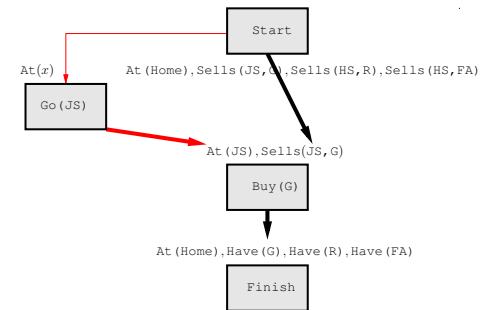 Start
At(x)
At(Home),Sells(JS,G),Sells(HS,R),Sells(HS,FA)
Go(JS)
At(JS),Sells(JS,G)
Buy(G)
At(Home),Have(G),Have(R),Have(FA)
Finish